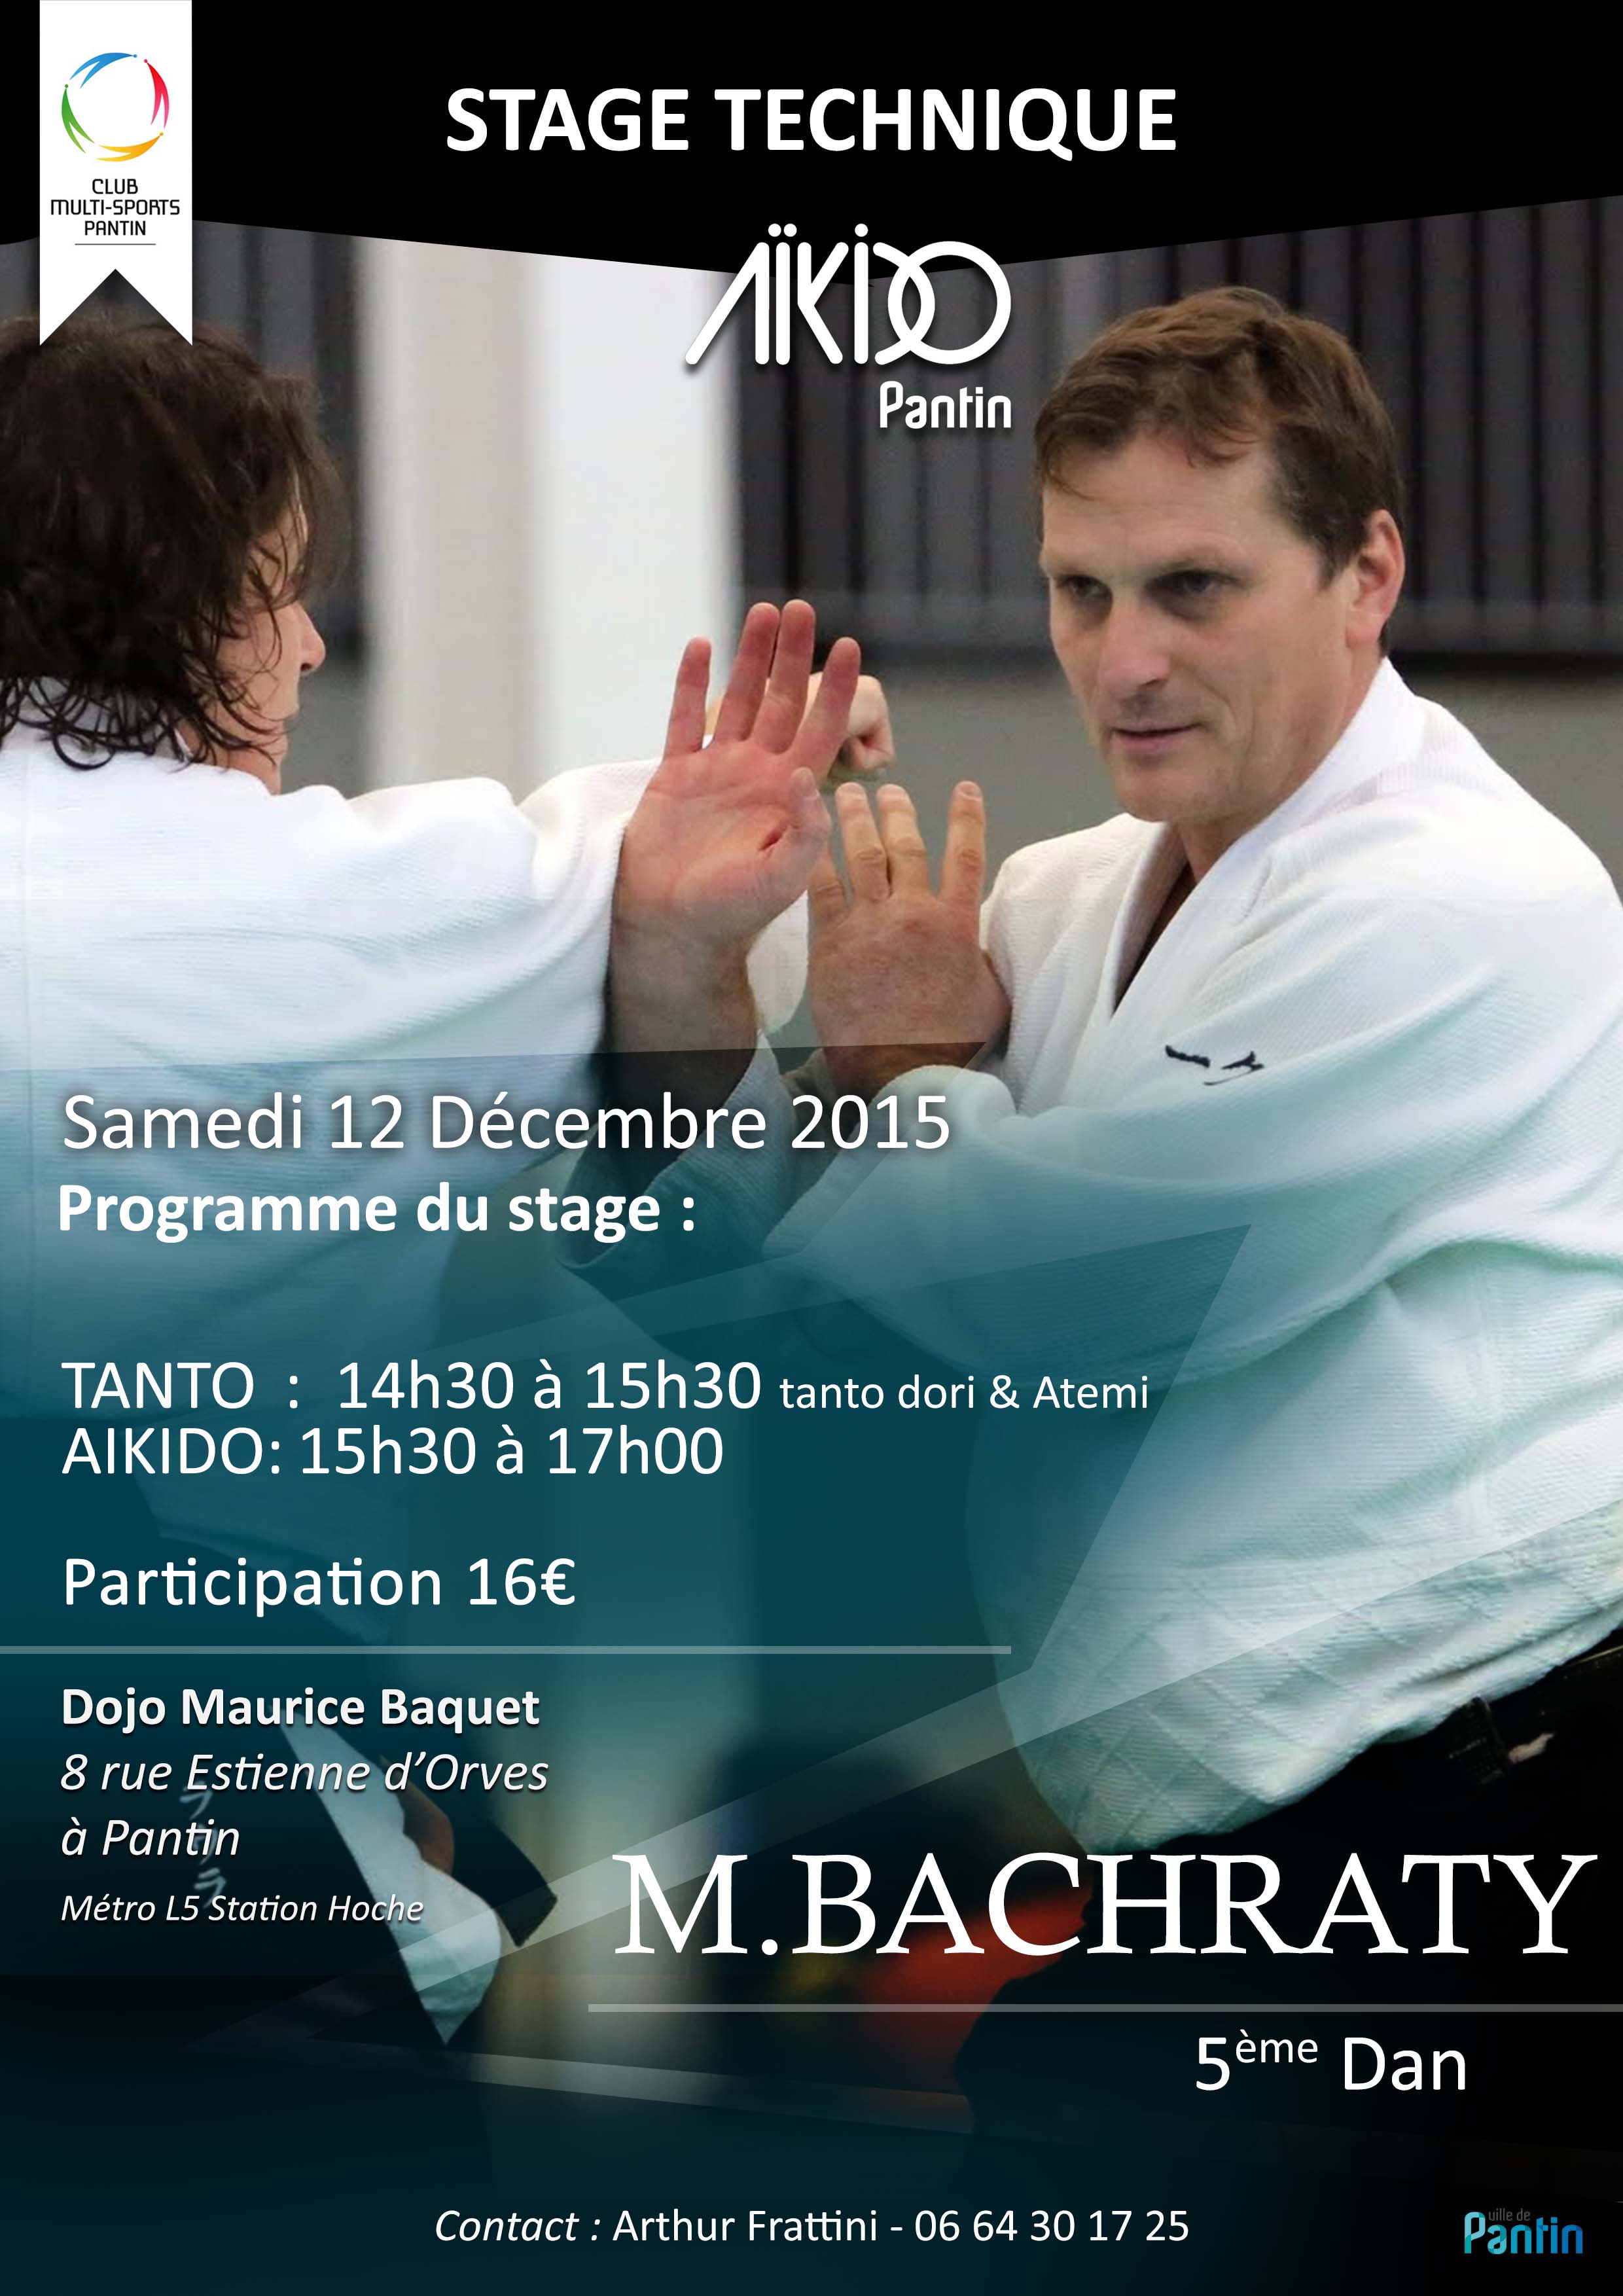 CLUB
MULTI-SPORTS
PANTIN
STAGE TECHNIQUE
AÏKIDO
Pantin
Samedi 12 Décembre 2015
Programme du stage :
TANTO : 14h30 à 15h30 tanto dori & Atemi
AIKIDO: 15h30 à 17h00
Participation 16€
Dojo Maurice Baquet
8 rue Estienne d’Orves
à Pantin
Métro L5 Station Hoche
M.BACHRATY
5ème Dan
Contact : Arthur Frattini - 06 64 30 17 25
ville de
Pantin